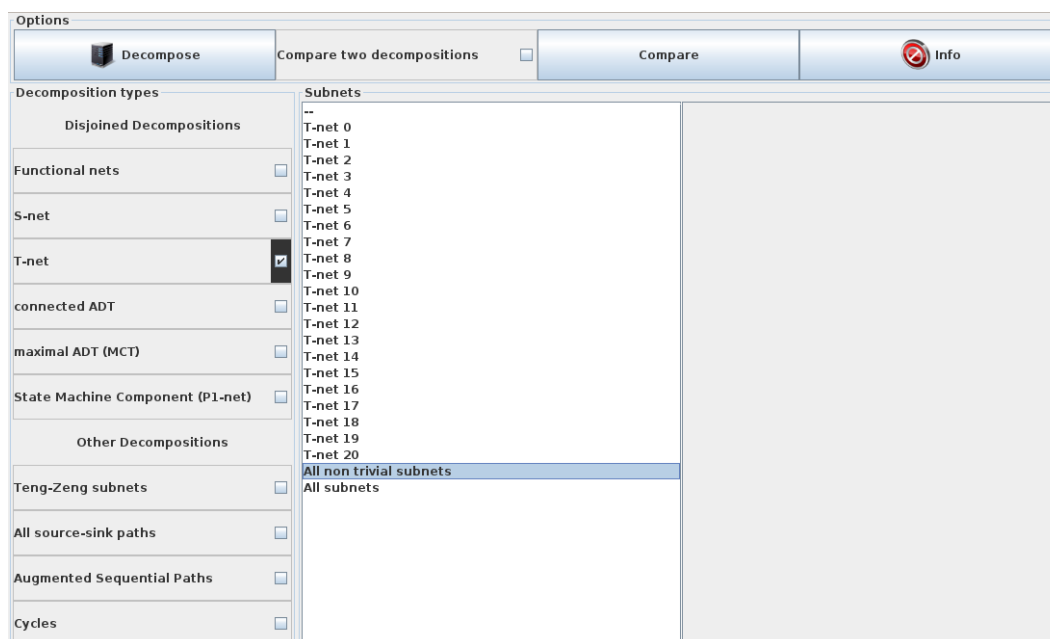 Options
Decompose
Compare two decompositions
Compare
Info
Decomposition types
Disjoined Decompositions
Functional nets
S-net
T-net
connected ADT
maximal ADT (MCT)
State Machine Component (P1-net)
Other Decompositions
Teng-Zeng subnets
All source-sink paths
Augmented Sequential Paths
Cycles
Subnets
--
T-net 0
T-net 1
T-net 2
T-net 3
T-net 4
T-net 5
T-net 6
T-net 7
T-net 8
T-net 9
T-net 10
T-net 11
T-net 12
T-net 13
T-net 14
T-net 15
T-net 16
T-net 17
T-net 18
T-net 19
T-net 20
All non trivial subnets
All subnets